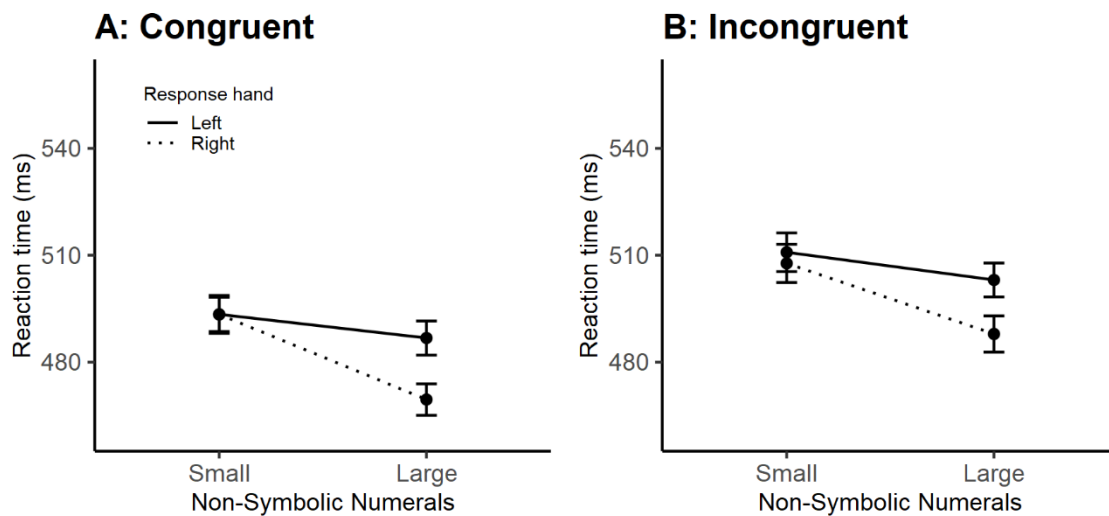 A: Congruent
Response hand
Left
Right
Reaction time (ms)
540
510
480
Small Large
Non-Symbolic Numerals
B: Incongruent
Reaction time (ms)
540
510
480
Small Large
Non-Symbolic Numerals